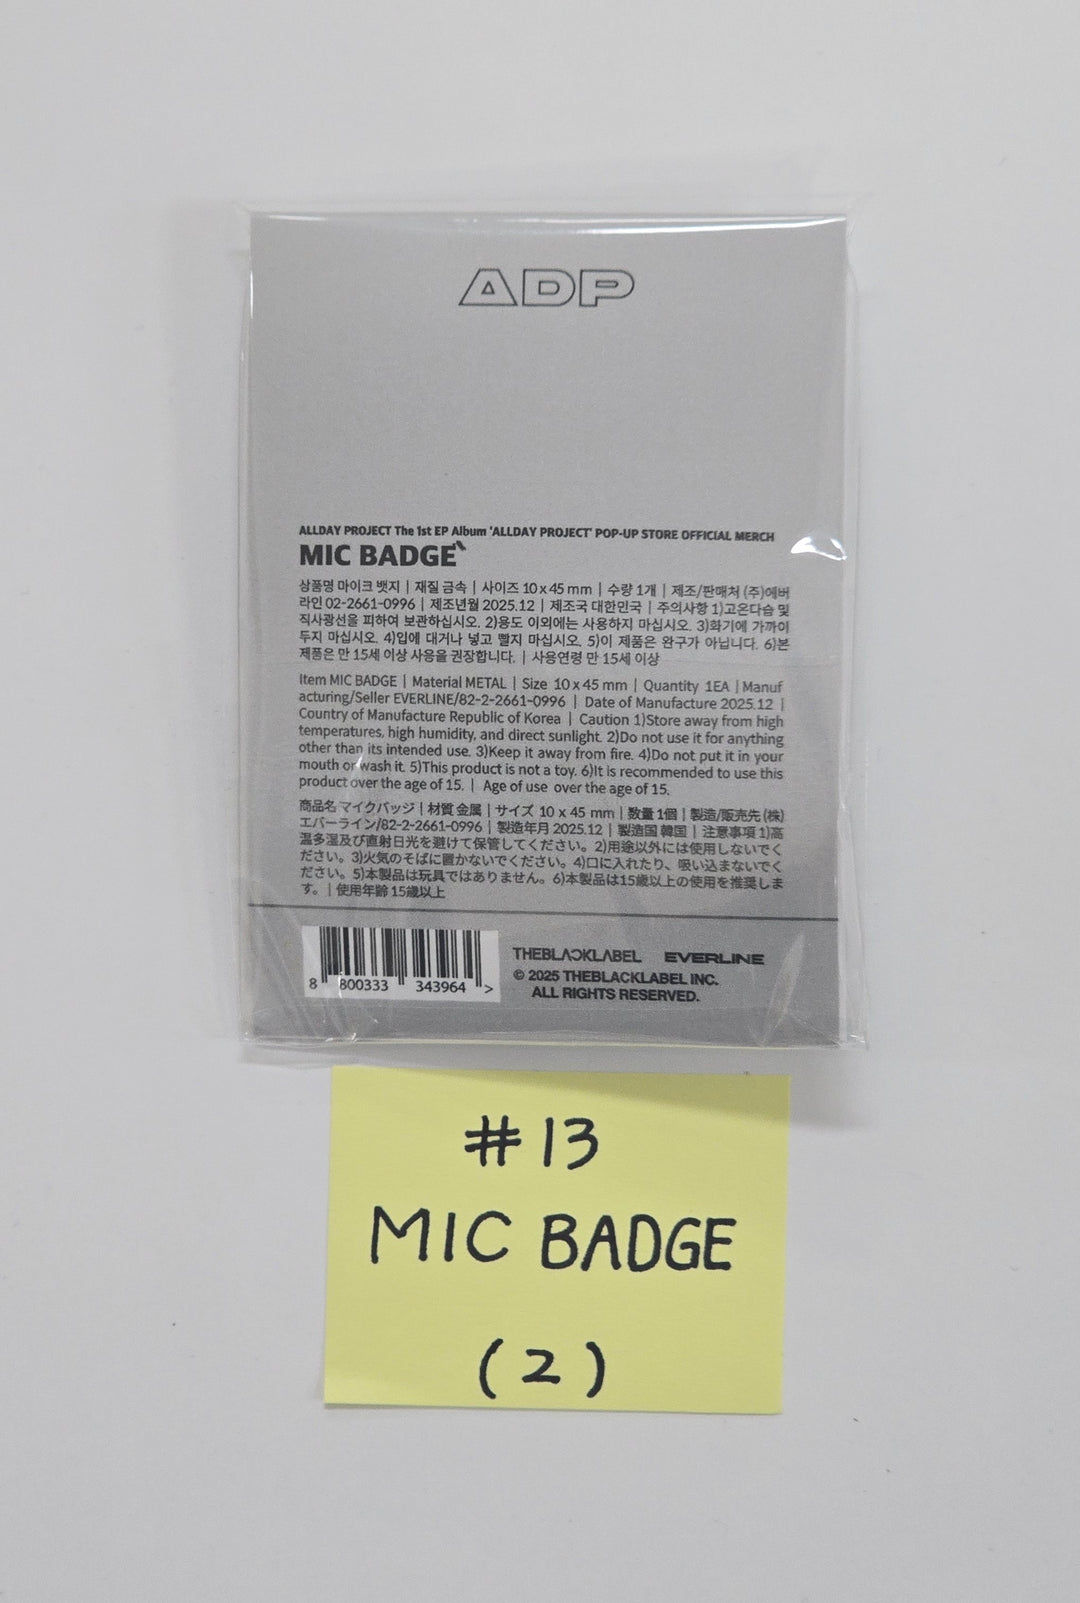 ADP
ALLDAY PROJECT The 1st EP Album 'ALLDAY PROJECT' POP-UP STORE OFFICIAL MERCH
MIC BADGE
상품명 마이크 뱃지 | 재질 금속 | 사이즈 10 x 45 mm | 수량 1개 | 제조/판매처 (주)에버
라인 02-2661-0996 | 제조년월 2025.12 | 제조국 대한민국 | 주의사항 1)고온다습 및
직사광선을 피하여 보관하십시오. 2)용도 이외에는 사용하지 마십시오. 3)화기에 가까이
두지 마십시오. 4)입에 대거나 넣고 빨지 마십시오. 5)이 제품은 완구가 아닙니다. 6)본
제품은 만 15세 이상 사용을 권장합니다. | 사용연령 만 15세 이상
Item MIC BADGE | Material METAL | Size 10 x 45 mm | Quantity 1EA | Manuf
acturing/Seller EVERLINE/82-2-2661-0996 | Date of Manufacture 2025.12 |
Country of Manufacture Republic of Korea | Caution 1)Store away from high
temperatures, high humidity, and direct sunlight. 2)Do not use it for anything
other than its intended use. 3)Keep it away from fire. 4)Do not put it in your
mouth or wash it. 5)This product is not a toy. 6)It is recommended to use this
product over the age of 15. | Age of use over the age of 15.
商品名 マイクバッジ | 材質 金属 | サイズ 10 x 45 mm | 数量 1個 | 製造/販売先 (株)
エバーライン/82-2-2661-0996 | 製造年月 2025.12 | 製造国 韓国 | 注意事項 1)高
温多湿及び直射日光を避けて保管してください。2)用途以外には使用しないでく
ださい。3)火気のそばに置かないでください。4)口に入れたり、吸い込まないでく
ださい。5)本製品は玩具ではありません。6)本製品は15歳以上の使用を推奨しま
す。 | 使用年齢 15歳以上
8 800333 343964 >
THEBLACKLABEL EVERLINE
© 2025 THEBLACKLABEL INC.
ALL RIGHTS RESERVED.
#13
MIC BADGE
(2)